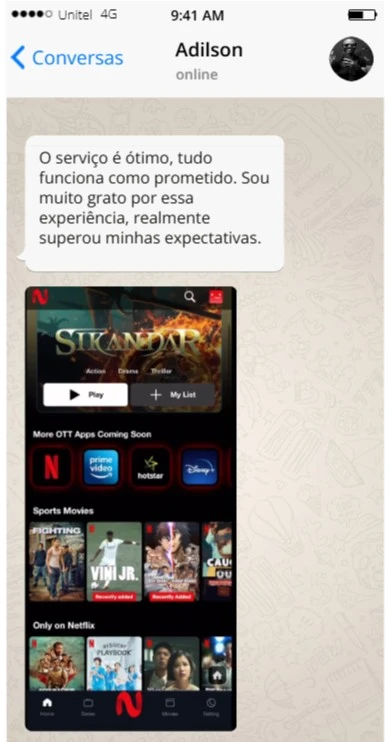 Unitel 4G 9:41 AM
Conversas
Adilson
online
O serviço é ótimo, tudo
funciona como prometido. Sou
muito grato por essa
experiência, realmente
superou minhas expectativas.
N
SIKANDAR
Action Drama Thriller
Play
My List
More OTT Apps Coming Soon
N
prime
video
hotstar
Disney+
Sports Movies
FIGHTING
VINI JR.
Recently added
Recently Added
Only on Netflix
PLAYBOOK
Home
Series
N
Movies
Setting